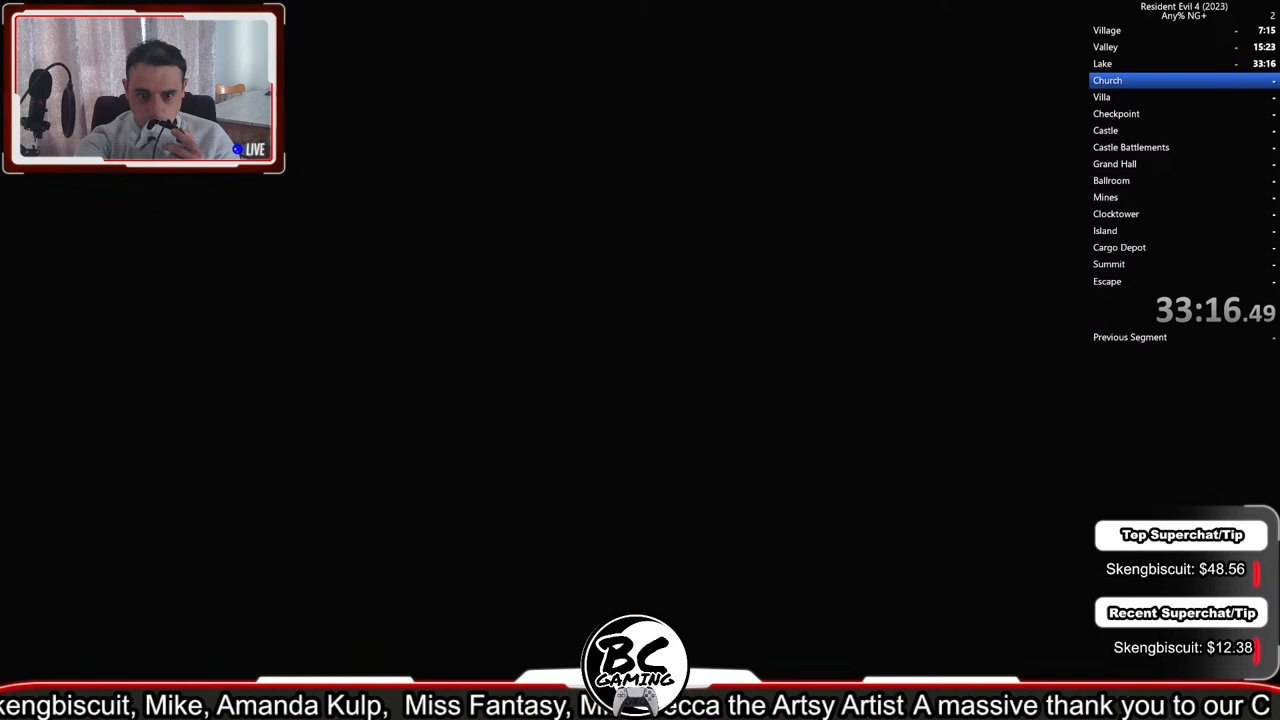 LIVE
Resident Evil 4 (2023)
Any% NG+ 2
Village - 7:15
Valley - 15:23
Lake - 33:16
Church -
Villa -
Checkpoint -
Castle -
Castle Battlements -
Grand Hall -
Ballroom -
Mines -
Clocktower -
Island -
Cargo Depot -
Summit -
Escape -
33:16.49
Previous Segment -
Top Superchat/Tip
Skengbiscuit: $48.56
Recent Superchat/Tip
Skengbiscuit: $12.38
BC
GAMING
kengbiscuit, Mike, Amanda Kulp, Miss Fantasy, ecca the Artsy Artist A massive thank you to our C